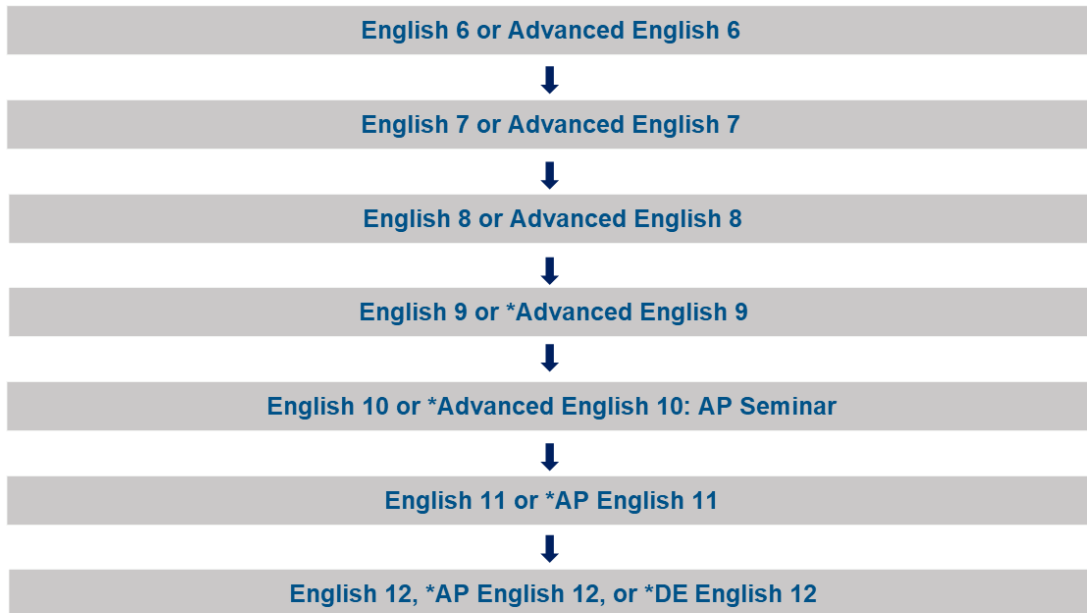 English 6 or Advanced English 6
English 7 or Advanced English 7
English 8 or Advanced English 8
English 9 or *Advanced English 9
English 10 or *Advanced English 10: AP Seminar
English 11 or *AP English 11
English 12, *AP English 12, or *DE English 12